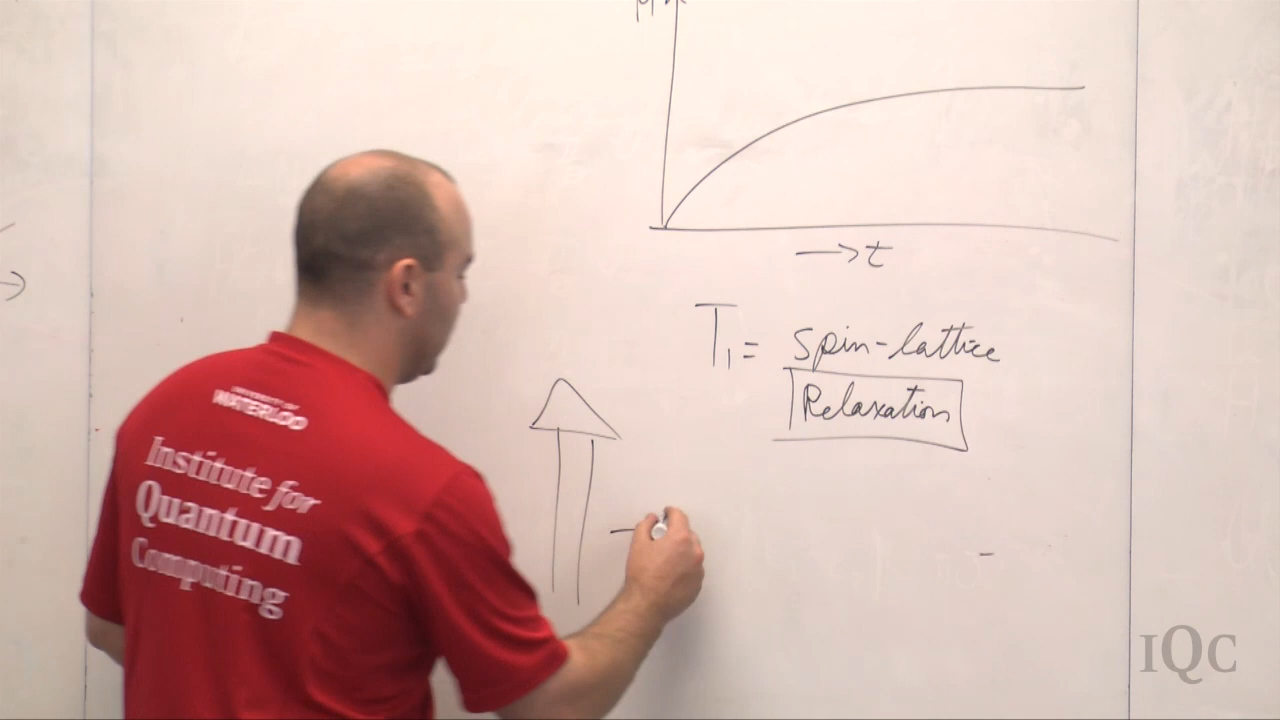 → t
T₁ = spin-lattice
Relaxation
UNIVERSITY OF
WATERLOO
Institute for
Quantum
Computing
IQC